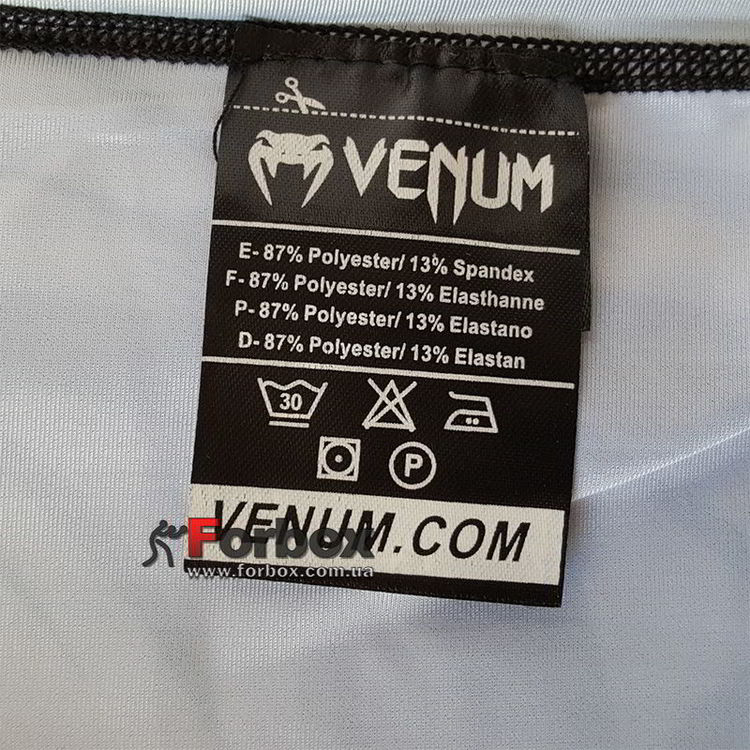 VENUM
E- 87% Polyester/ 13% Spandex
F- 87% Polyester/ 13% Elasthanne
P- 87% Polyester/ 13% Elastano
D- 87% Polyester/ 13% Elastan
30
P
VENUM.COM
Forbox
www.forbox.com.ua